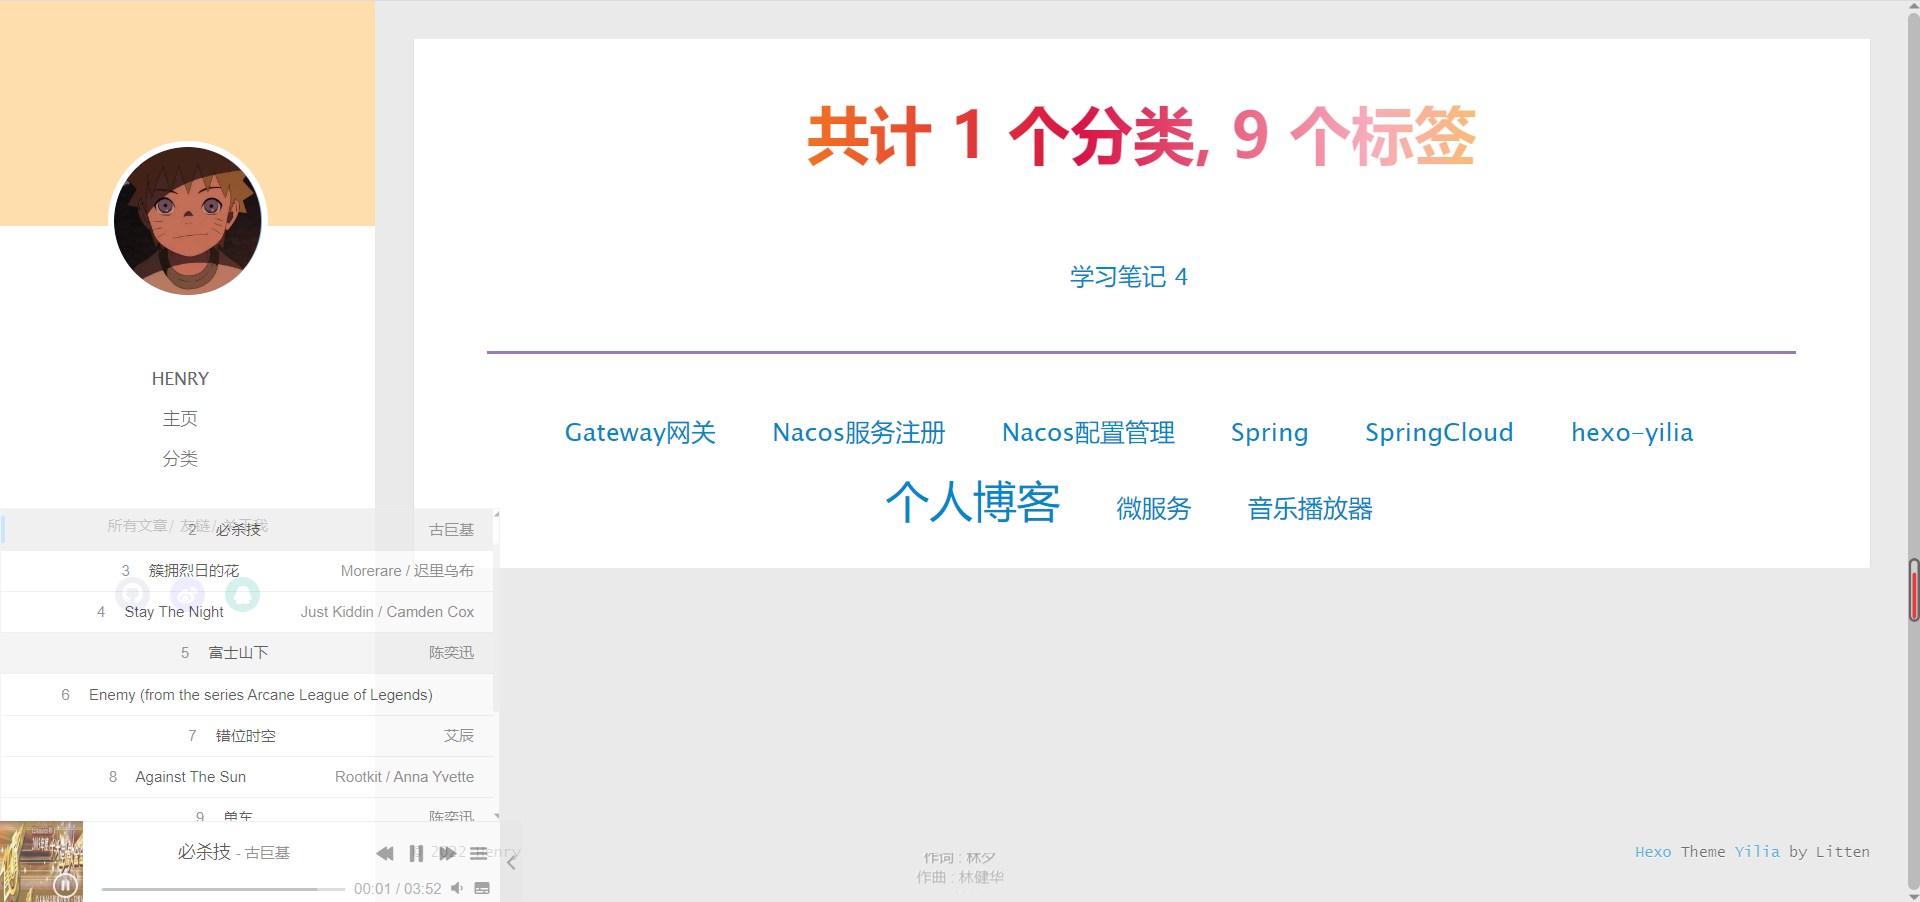 共计 1 个分类, 9 个标签
学习笔记 4
Gateway网关 Nacos服务注册 Nacos配置管理 Spring SpringCloud hexo-yilia
个人博客 微服务 音乐播放器
HENRY
主页
分类
所有文章/ 友链/ 关于我
2 必杀技 古巨基
3 簇拥烈日的花 Morerare / 迟里乌布
4 Stay The Night Just Kiddin / Camden Cox
5 富士山下 陈奕迅
6 Enemy (from the series Arcane League of Legends)
7 错位时空 艾辰
8 Against The Sun Rootkit / Anna Yvette
9 单车 陈奕迅
必杀技 - 古巨基
00:01 / 03:52
© 2022 Henry
作词 : 林夕
作曲 : 林健华
Hexo Theme Yilia by Litten